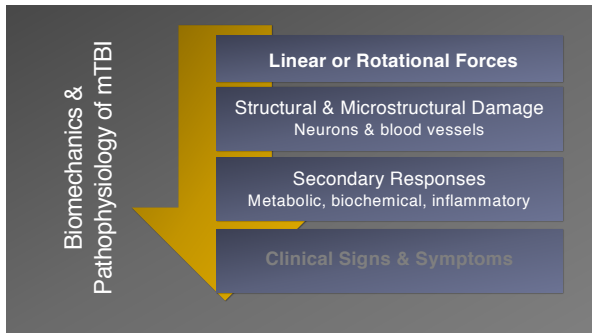 Biomechanics &
Pathyphysiology of mTBI
Linear or Rotational Forces
Structural & Microstructural Damage
Neurons & blood vessels
Secondary Responses
Metabolic, biochemical, inflammatory
Clinical Signs & Symptoms